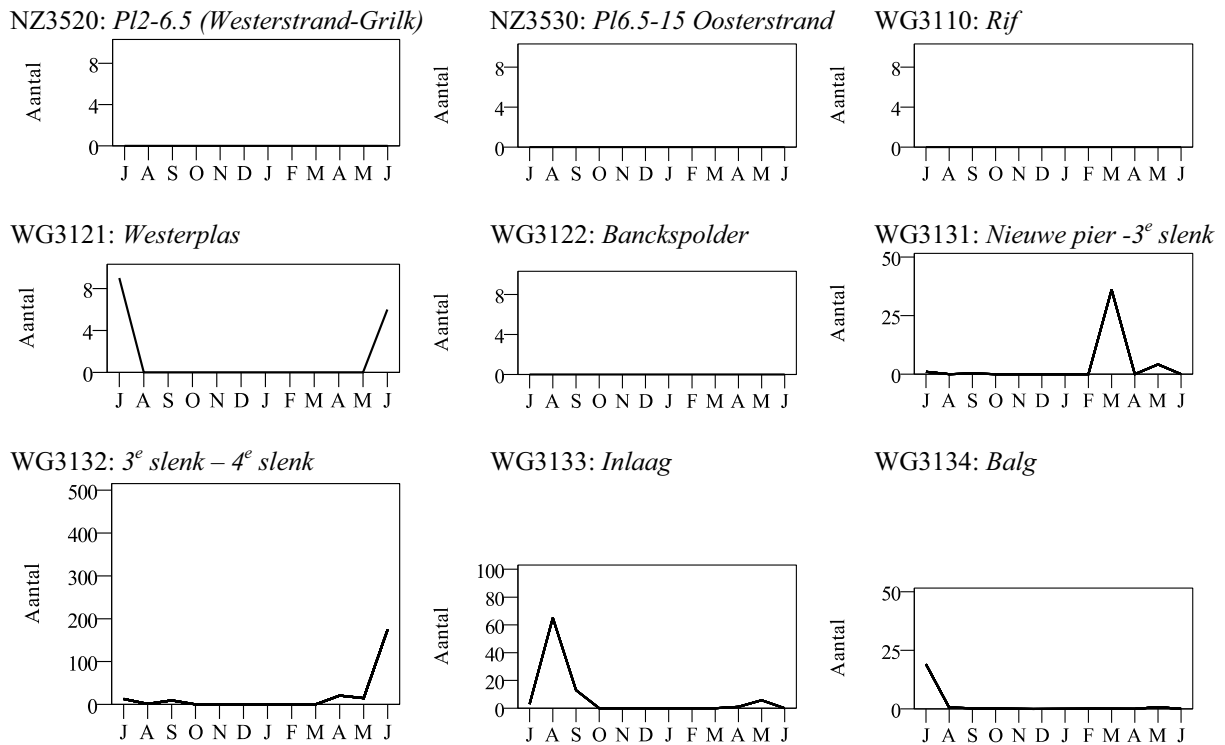 NZ3520: Pl2-6.5 (Westerstrand-Grilk)
Aantal
8
4
0
J A S O N D J F M A M J
NZ3530: Pl6.5-15 Oosterstrand
Aantal
8
4
0
J A S O N D J F M A M J
WG3110: Rif
Aantal
8
4
0
J A S O N D J F M A M J
WG3121: Westerplas
Aantal
8
4
0
J A S O N D J F M A M J
WG3122: Banckspolder
Aantal
8
4
0
J A S O N D J F M A M J
WG3131: Nieuwe pier -3e slenk
Aantal
50
25
0
J A S O N D J F M A M J
WG3132: 3e slenk – 4e slenk
Aantal
500
400
300
200
100
0
J A S O N D J F M A M J
WG3133: Inlaag
Aantal
100
80
60
40
20
0
J A S O N D J F M A M J
WG3134: Balg
Aantal
50
25
0
J A S O N D J F M A M J